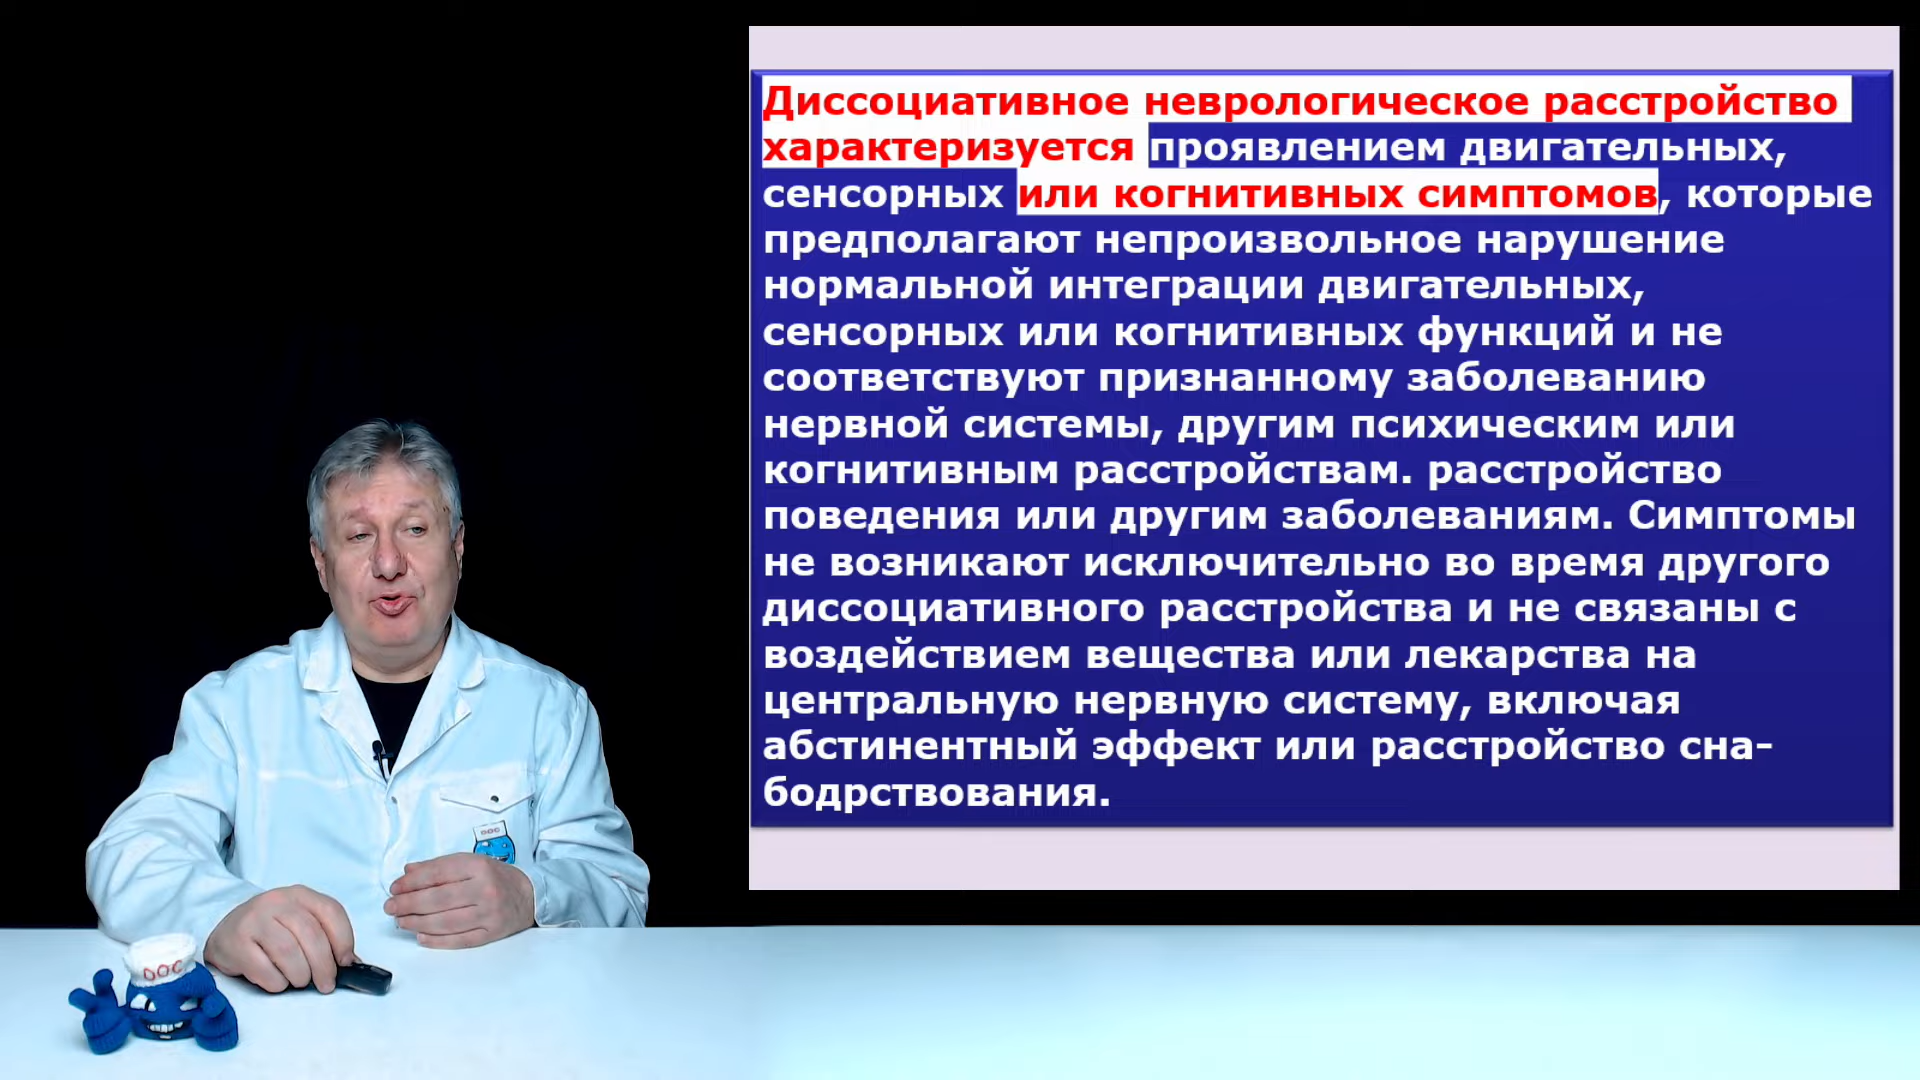 Диссоциативное неврологическое расстройство
характеризуется проявлением двигательных,
сенсорных или когнитивных симптомов, которые
предполагают непроизвольное нарушение
нормальной интеграции двигательных,
сенсорных или когнитивных функций и не
соответствуют признанному заболеванию
нервной системы, другим психическим или
когнитивным расстройствам. расстройство
поведения или другим заболеваниям. Симптомы
не возникают исключительно во время другого
диссоциативного расстройства и не связаны с
воздействием вещества или лекарства на
центральную нервную систему, включая
абстинентный эффект или расстройство сна-
бодрствования.
DOC
DOC